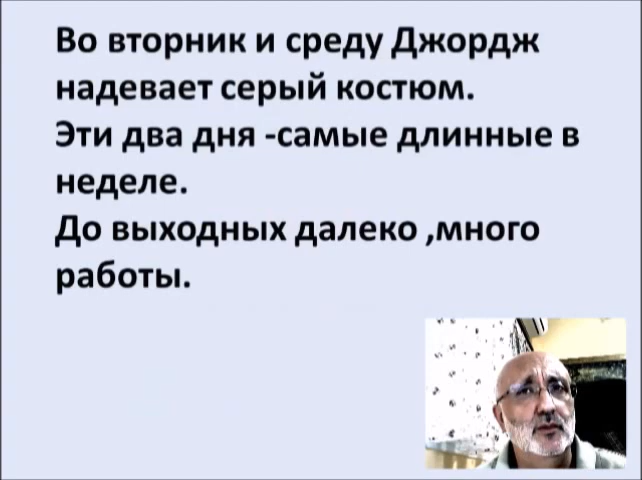 Во вторник и среду Джордж
надевает серый костюм.
Эти два дня -самые длинные в
неделе.
До выходных далеко ,много
работы.